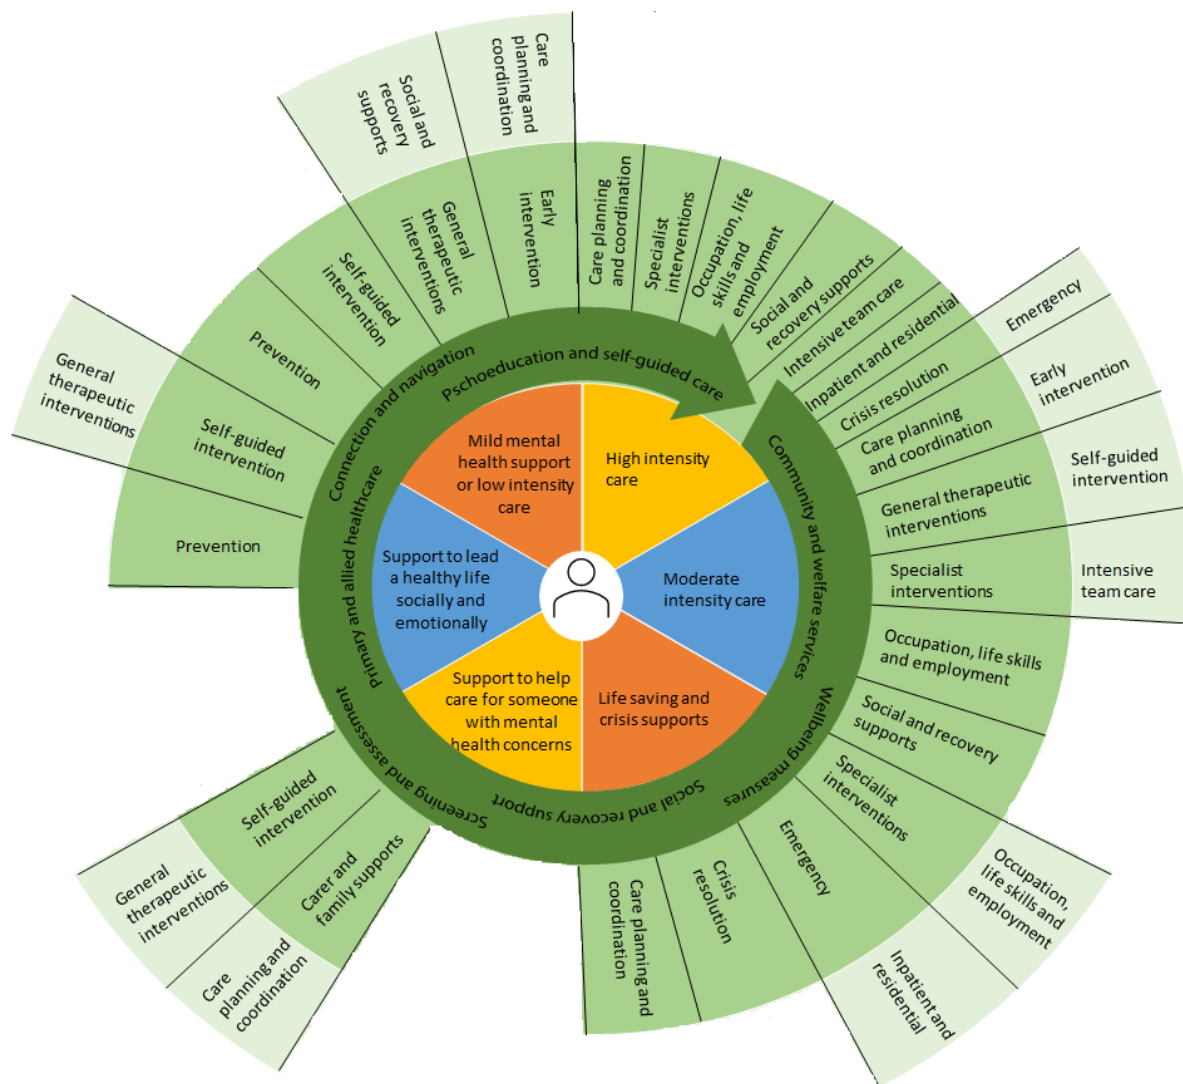 Care
planning and
coordination
Social and
recovery
supports
Early
intervention
General
therapeutic
interventions
Self-guided
intervention
Prevention
General
therapeutic
interventions
Self-guided
intervention
Prevention
Care planning
and coordination
Specialist
interventions
Occupation, life
skills and
employment
Social and
recovery supports
Intensive team care
Inpatient and residential
Crisis resolution
Care planning
and coordination
Emergency
Early
intervention
General therapeutic
interventions
Self-guided
intervention
Specialist
interventions
Intensive
team care
Occupation, life skills
and employment
Social and recovery
supports
Specialist
interventions
Occupation,
life skills and
employment
Emergency
Inpatient and
residential
Crisis
resolution
Care planning and
coordination
Carer and
family supports
Care
planning and
coordination
Self-guided
intervention
General
therapeutic
interventions
Connection and navigation
Pschoeducation and self-guided care
Community and welfare services
Wellbeing measures
Social and recovery support
Screening and assessment
Primary and allied healthcare
Mild mental
health support
or low intensity
care
High intensity
care
Moderate
intensity care
Life saving and
crisis supports
Support to help
care for someone
with mental
health concerns
Support to lead
a healthy life
socially and
emotionally